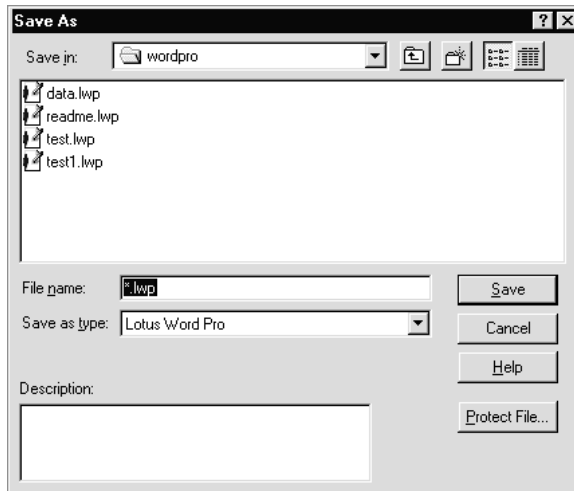 Save As
Save in: wordpro
data.lwp
readme.lwp
test.lwp
test1.lwp
File name: *.lwp Save
Save as type: Lotus Word Pro Cancel
Help
Description:
Protect File...